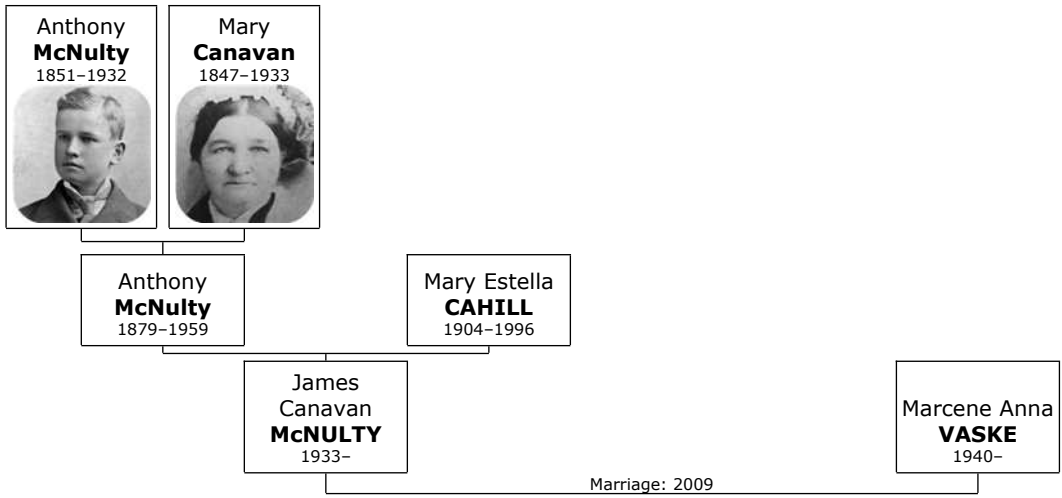 Anthony
McNulty
1851–1932
Mary
Canavan
1847–1933
Anthony
McNulty
1879–1959
Mary Estella
CAHILL
1904–1996
James
Canavan
McNULTY
1933–
Marcene Anna
VASKE
1940–
Marriage: 2009